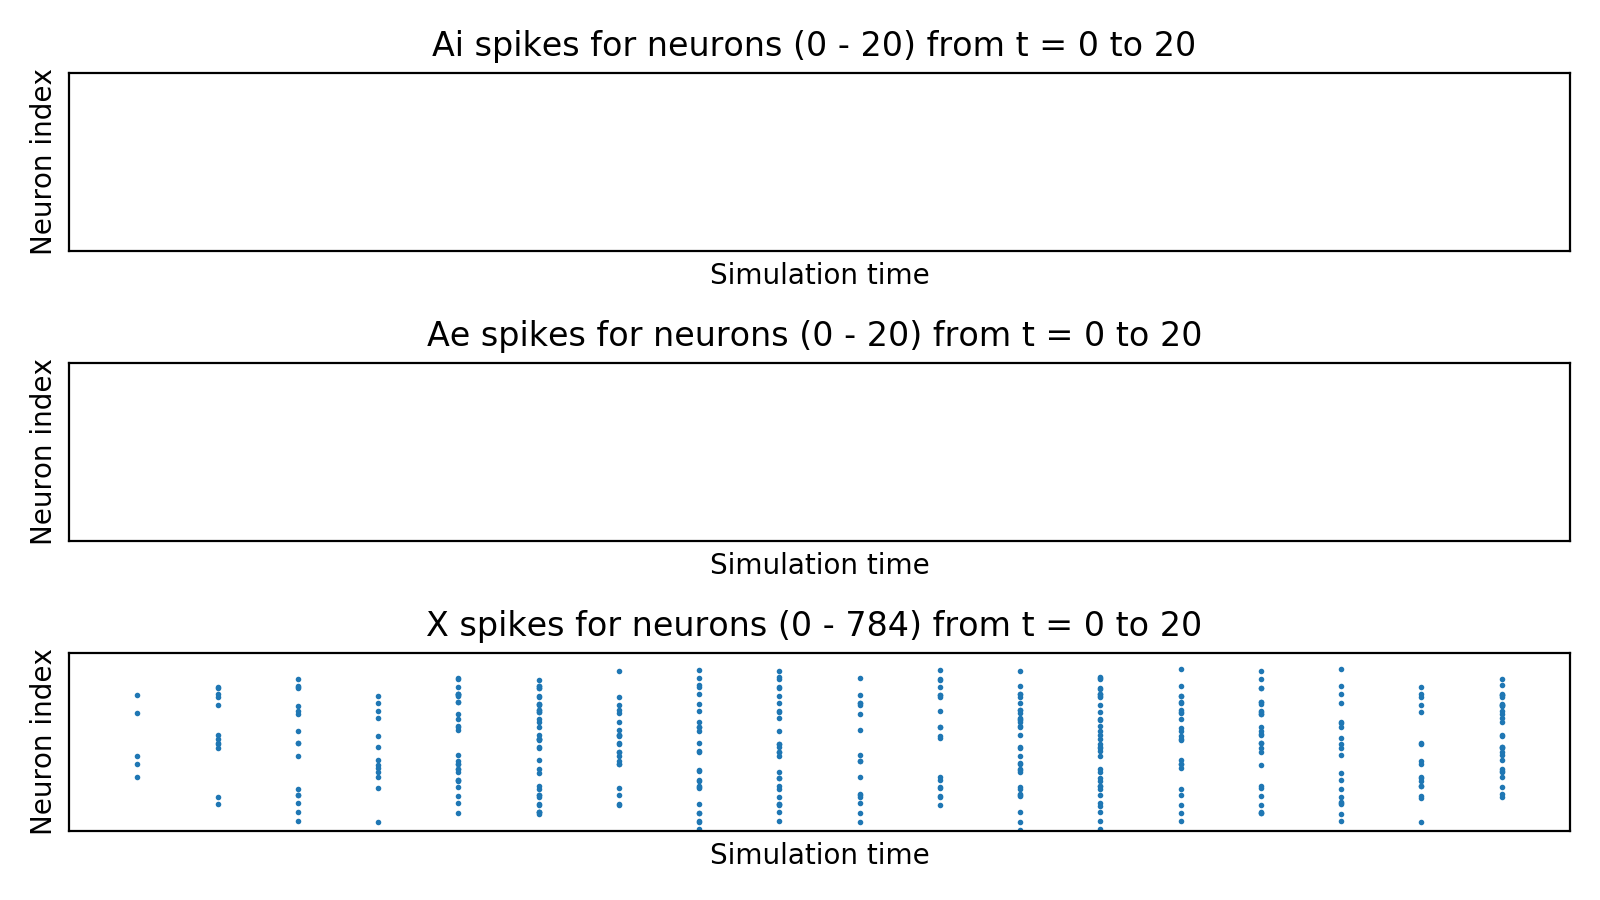 Ai spikes for neurons (0 - 20) from t = 0 to 20
Neuron index
Simulation time
Ae spikes for neurons (0 - 20) from t = 0 to 20
Neuron index
Simulation time
X spikes for neurons (0 - 784) from t = 0 to 20
Neuron index
Simulation time